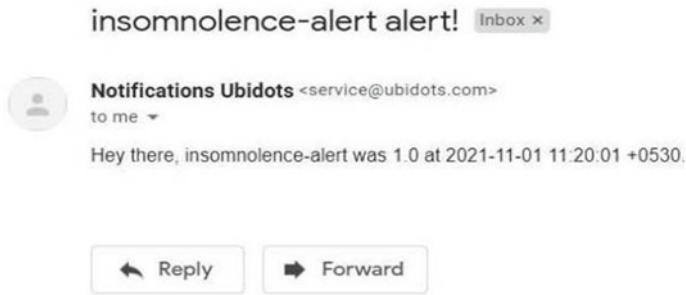 insomnolence-alert alert! Inbox ×
Notifications Ubidots <service@ubidots.com>
to me
Hey there, insomnolence-alert was 1.0 at 2021-11-01 11:20:01 +0530.
Reply Forward